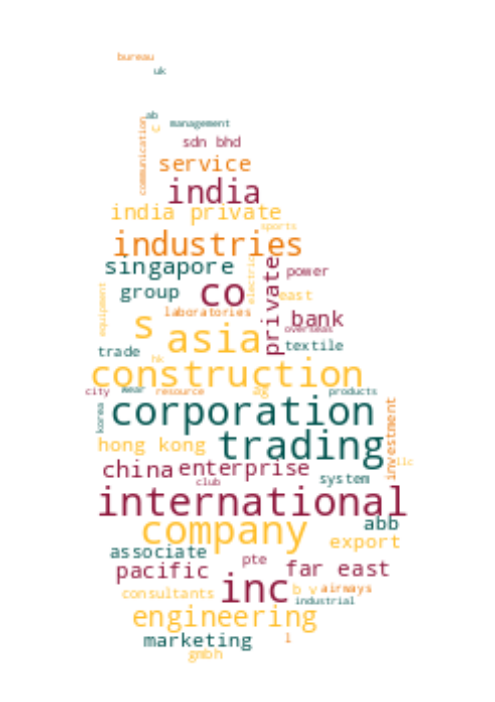 bureau
uk
ab
c
management
communication
sdn bhd
service
india
india private
sports
industries
singapore
private
electric
power
group
co
east
equipment
laboratories
bank
s
asia
overseas
trade
textile
hk
construction
city
wear
resource
ag
products
korea
corporation
investment
hong kong
trading
china
enterprise
llc
club
system
international
company
abb
export
associate
pte
pacific
far east
inc
consultants
b v
airways
industrial
engineering
marketing
l
gmbh